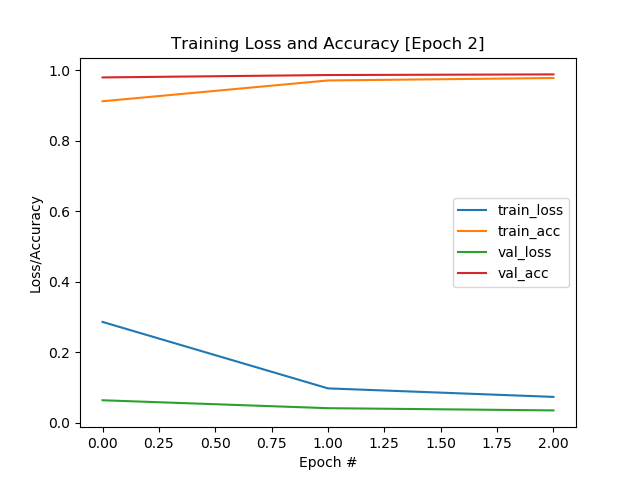 Training Loss and Accuracy [Epoch 2]
1.0
0.8
0.6
0.4
0.2
0.0
Loss/Accuracy
train_loss
train_acc
val_loss
val_acc
0.00 0.25 0.50 0.75 1.00 1.25 1.50 1.75 2.00
Epoch #